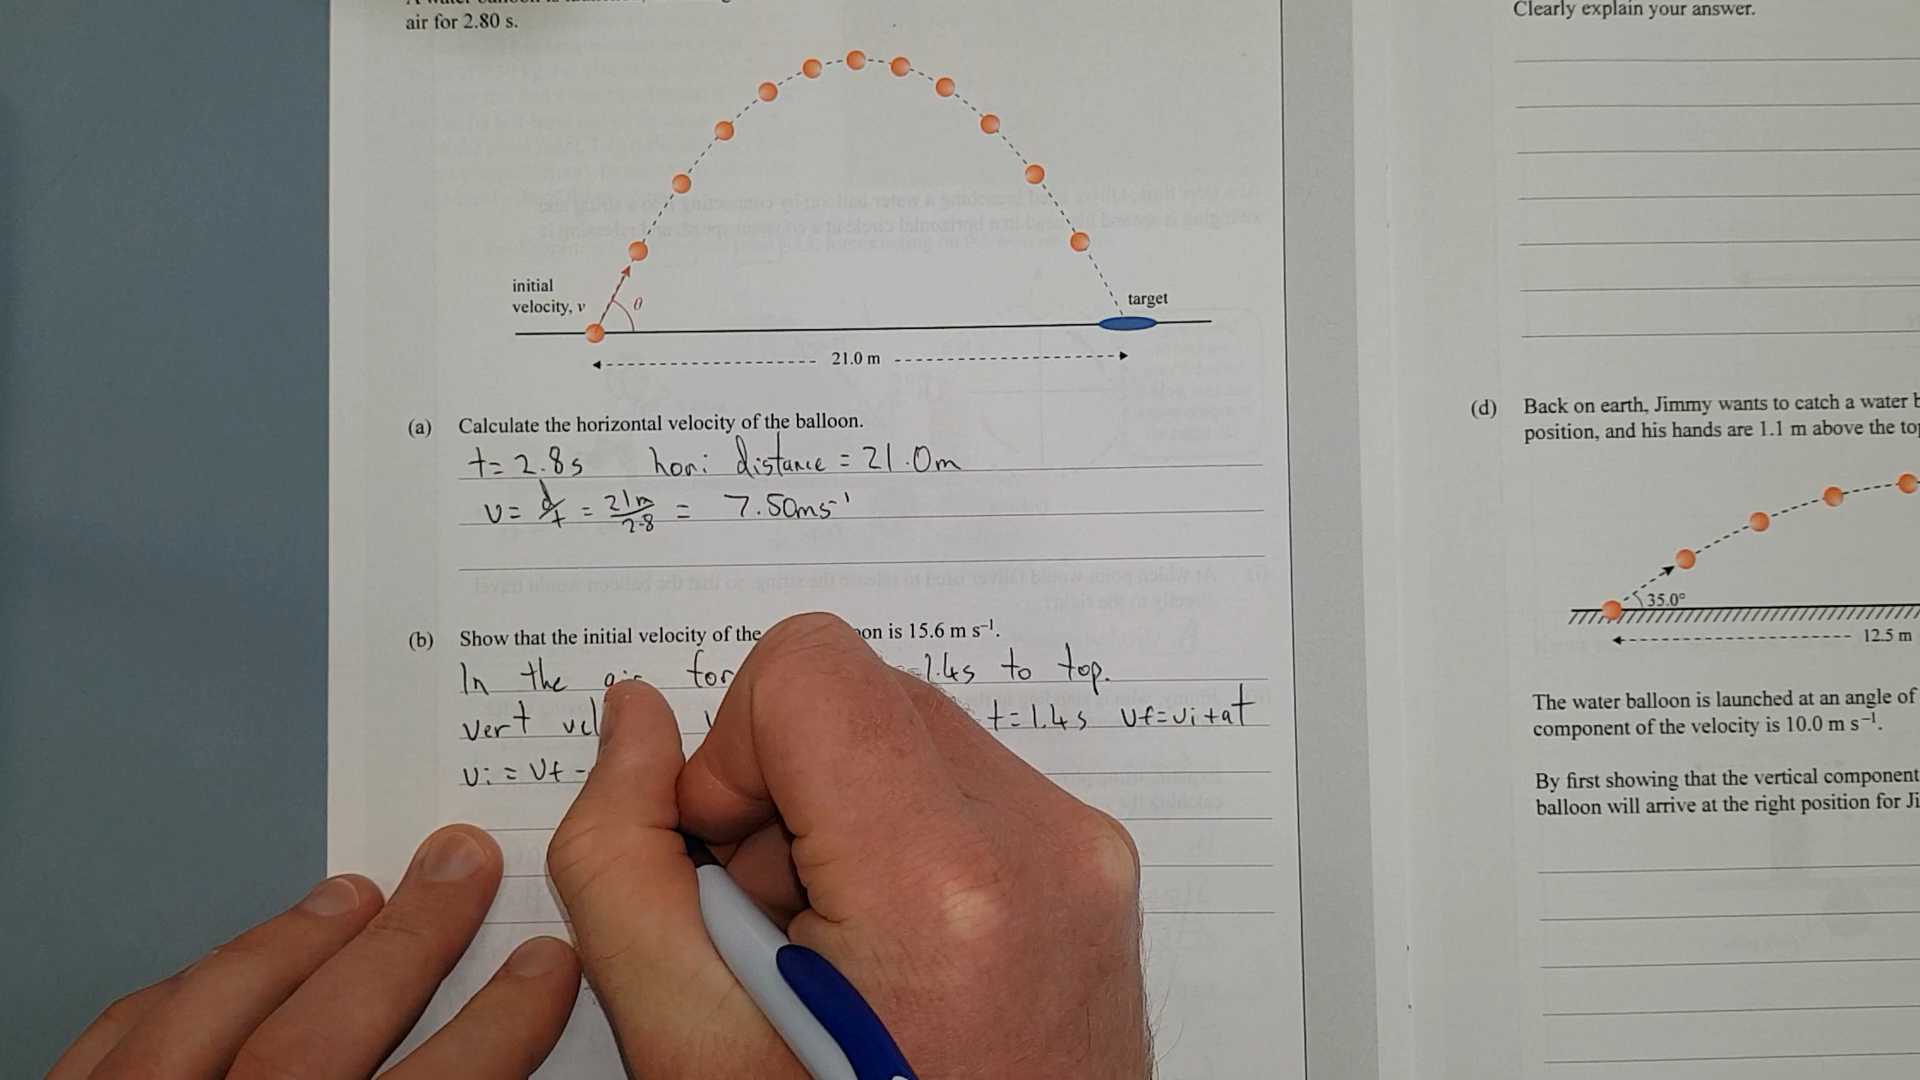 air for 2.80 s.
initial
velocity, v
θ
target
21.0 m
(a) Calculate the horizontal velocity of the balloon.
t = 2.8s hori distance = 21.0m
v = d/t = 21m/2.8 = 7.50ms⁻¹
(b) Show that the initial velocity of the on is 15.6 m s⁻¹.
In the air for 1.4s to top.
vert vel t = 1.4s vf = vi + at
vi = vf -
Clearly explain your answer.
(d) Back on earth, Jimmy wants to catch a water
position, and his hands are 1.1 m above the
35.0°
12.5 m
The water balloon is launched at an angle of
component of the velocity is 10.0 m s⁻¹.
By first showing that the vertical component
balloon will arrive at the right position for